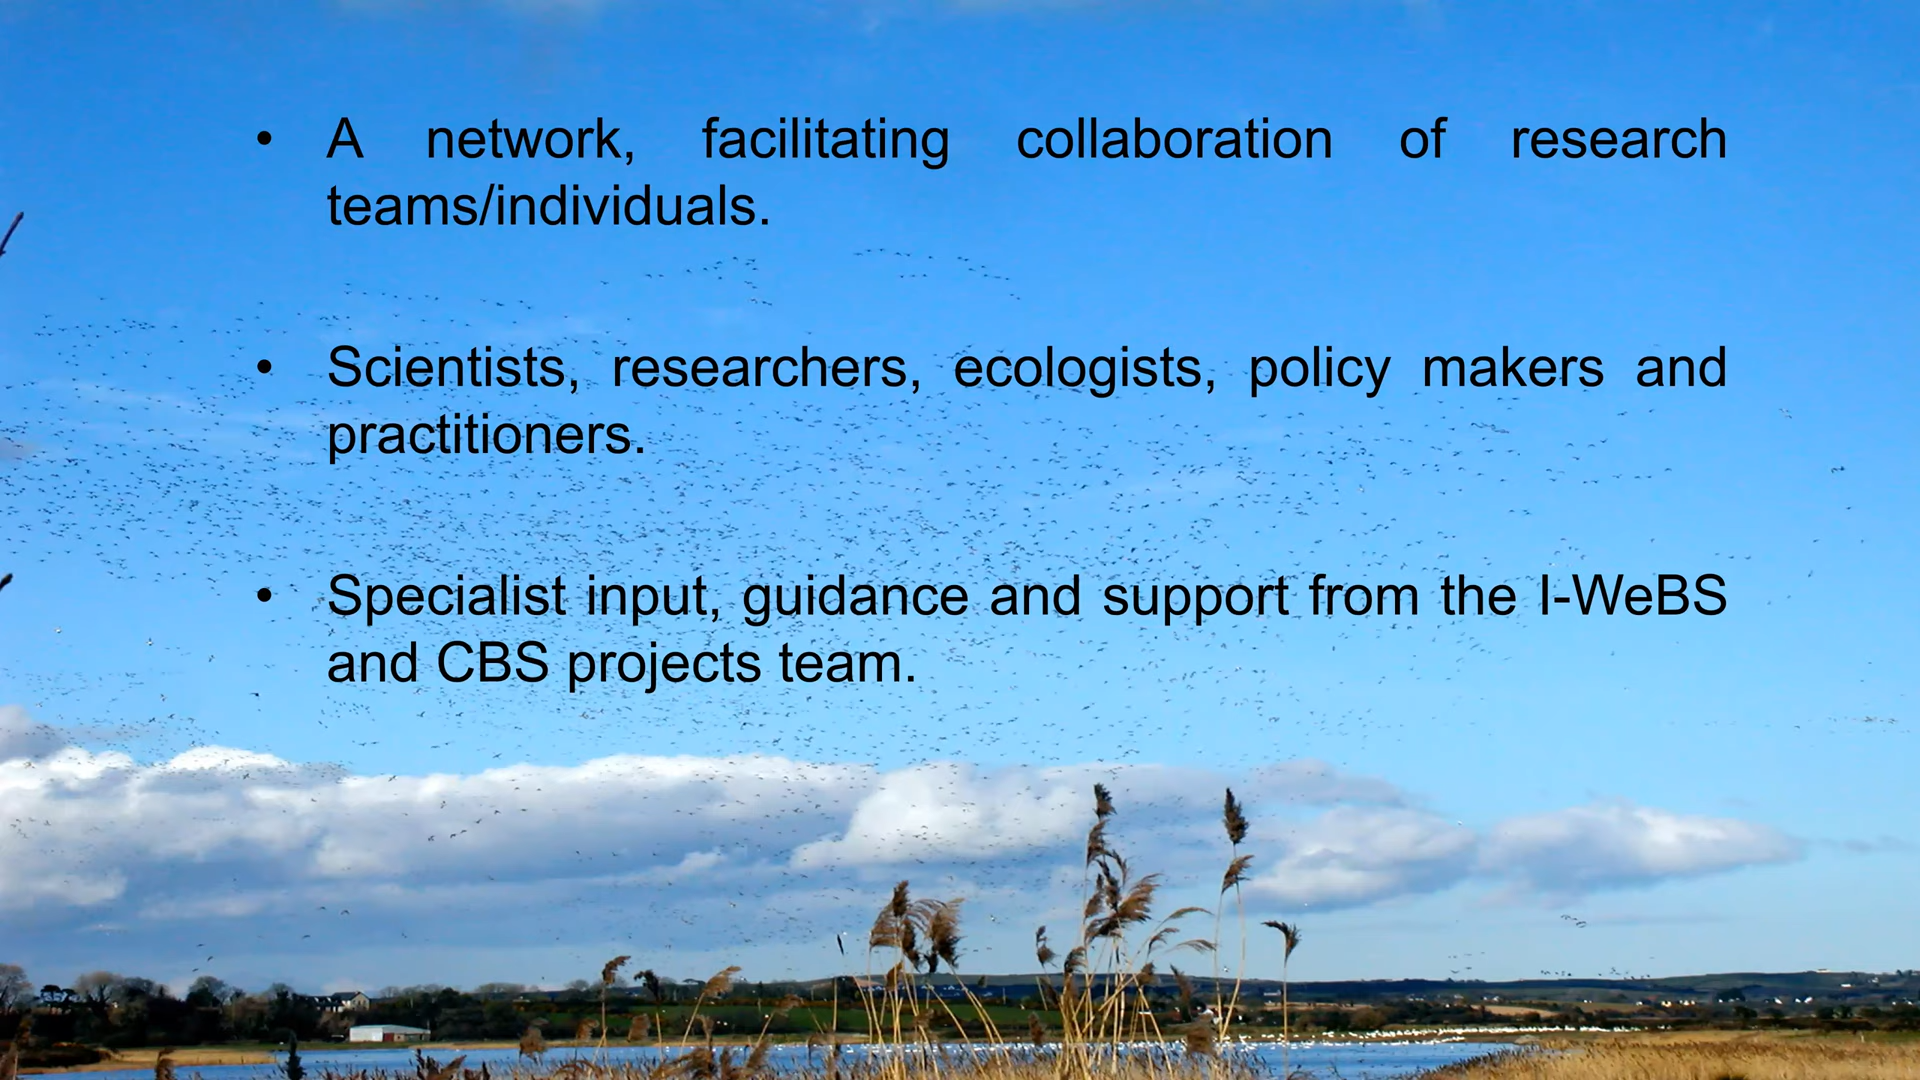 • A network, facilitating collaboration of research
teams/individuals.
• Scientists, researchers, ecologists, policy makers and
practitioners.
• Specialist input, guidance and support from the I-WeBS
and CBS projects team.